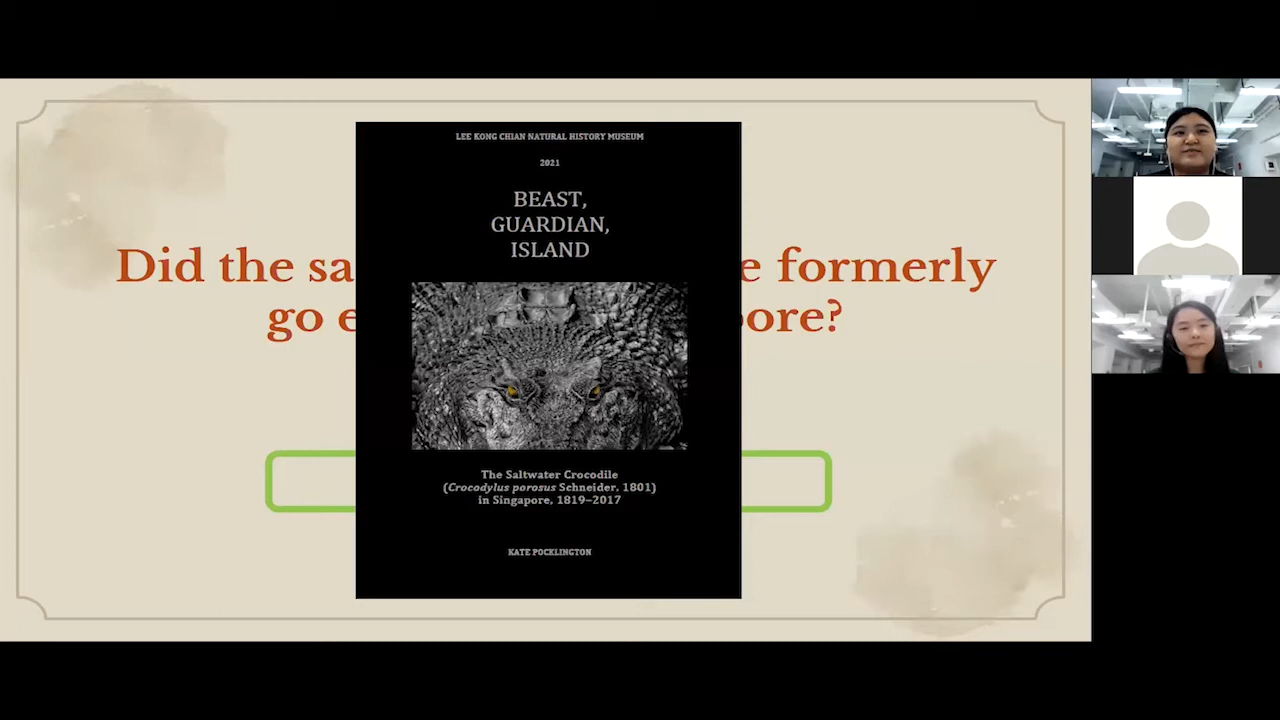 Did the sa
e formerly
go e
pore?
LEE KONG CHIAN NATURAL HISTORY MUSEUM
2021
BEAST,
GUARDIAN,
ISLAND
The Saltwater Crocodile
(Crocodylus porosus Schneider, 1801)
in Singapore, 1819–2017
KATE POCKLINGTON